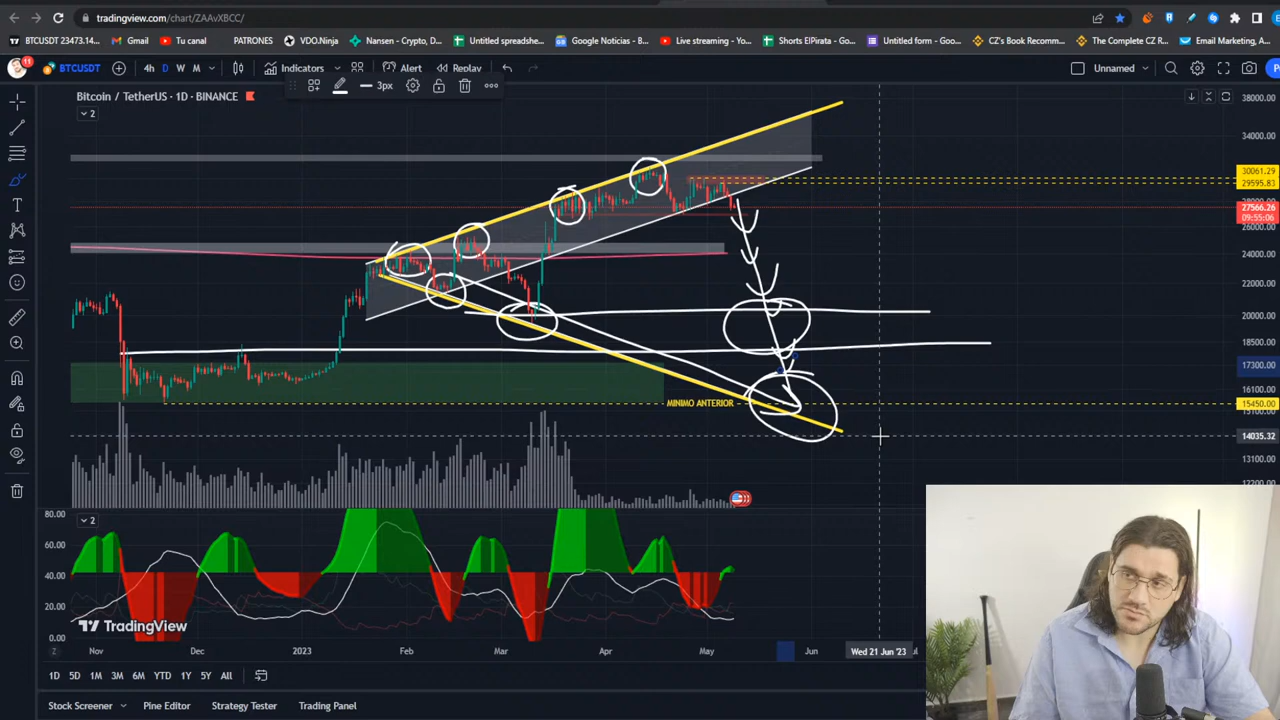 tradingview.com/chart/ZAAvXBCC/
BTCUSDT 23473.14... Gmail Tu canal PATRONES VDO.Ninja Nansen - Crypto, D... Untitled spreadshe... Google Noticias - B... Live streaming - Yo... Shorts ElPirata - Goo... Untitled form - Goo... CZ's Book Recomm... The Complete CZ R... Email Marketing, A...
11 BTCUSDT 4h D W M Indicators Alert Replay Unnamed
3px
Bitcoin / TetherUS · 1D · BINANCE
2
38000.00
34000.00
30061.29
29595.83
27566.26
09:55:06
26000.00
24000.00
22000.00
20000.00
18500.00
17300.00
16100.00
MINIMO ANTERIOR 15450.00
14035.32
13100.00
2
80.00
60.00
40.00
20.00
0.00
TradingView
Nov Dec 2023 Feb Mar Apr May Jun Wed 21 Jun '23
1D 5D 1M 3M 6M YTD 1Y 5Y All
Stock Screener Pine Editor Strategy Tester Trading Panel